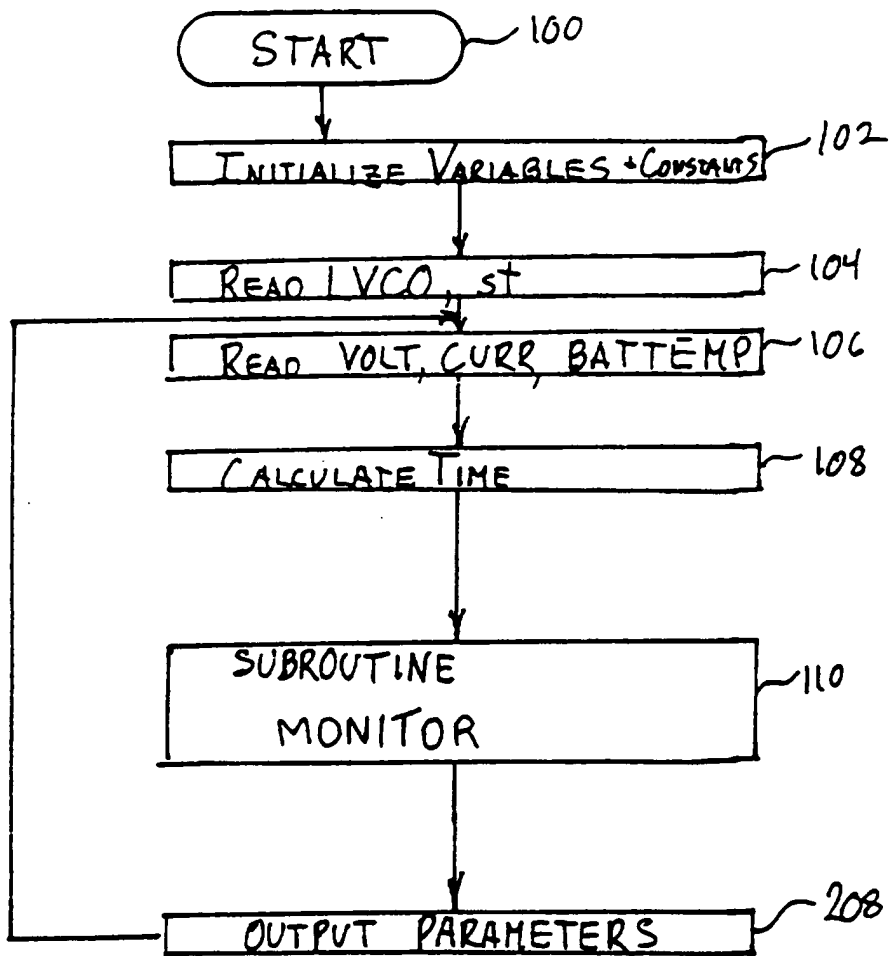 START
100
INITIALIZE VARIABLES + CONSTANTS
102
READ LVCO, st
104
READ VOLT, CURR, BATTEMP
106
CALCULATE TIME
108
SUBROUTINE
MONITOR
110
OUTPUT PARAMETERS
208